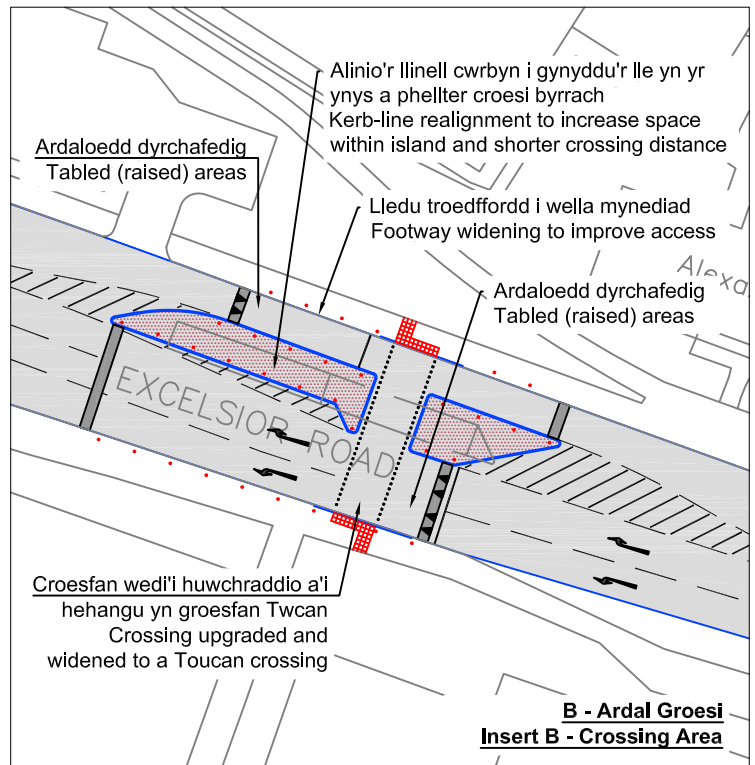 Alinio'r llinell cwrbyn i gynyddu'r lle yn yr
ynys a phellter croesi byrrach
Kerb-line realignment to increase space
within island and shorter crossing distance
Ardaloedd dyrchafedig
Tabled (raised) areas
Lledu troedffordd i wella mynediad
Footway widening to improve access
Alexa
Ardaloedd dyrchafedig
Tabled (raised) areas
EXCELSIOR ROAD
Croesfan wedi'i huwchraddio a'i
hehangu yn groesfan Twcan
Crossing upgraded and
widened to a Toucan crossing
B - Ardal Groesi
Insert B - Crossing Area